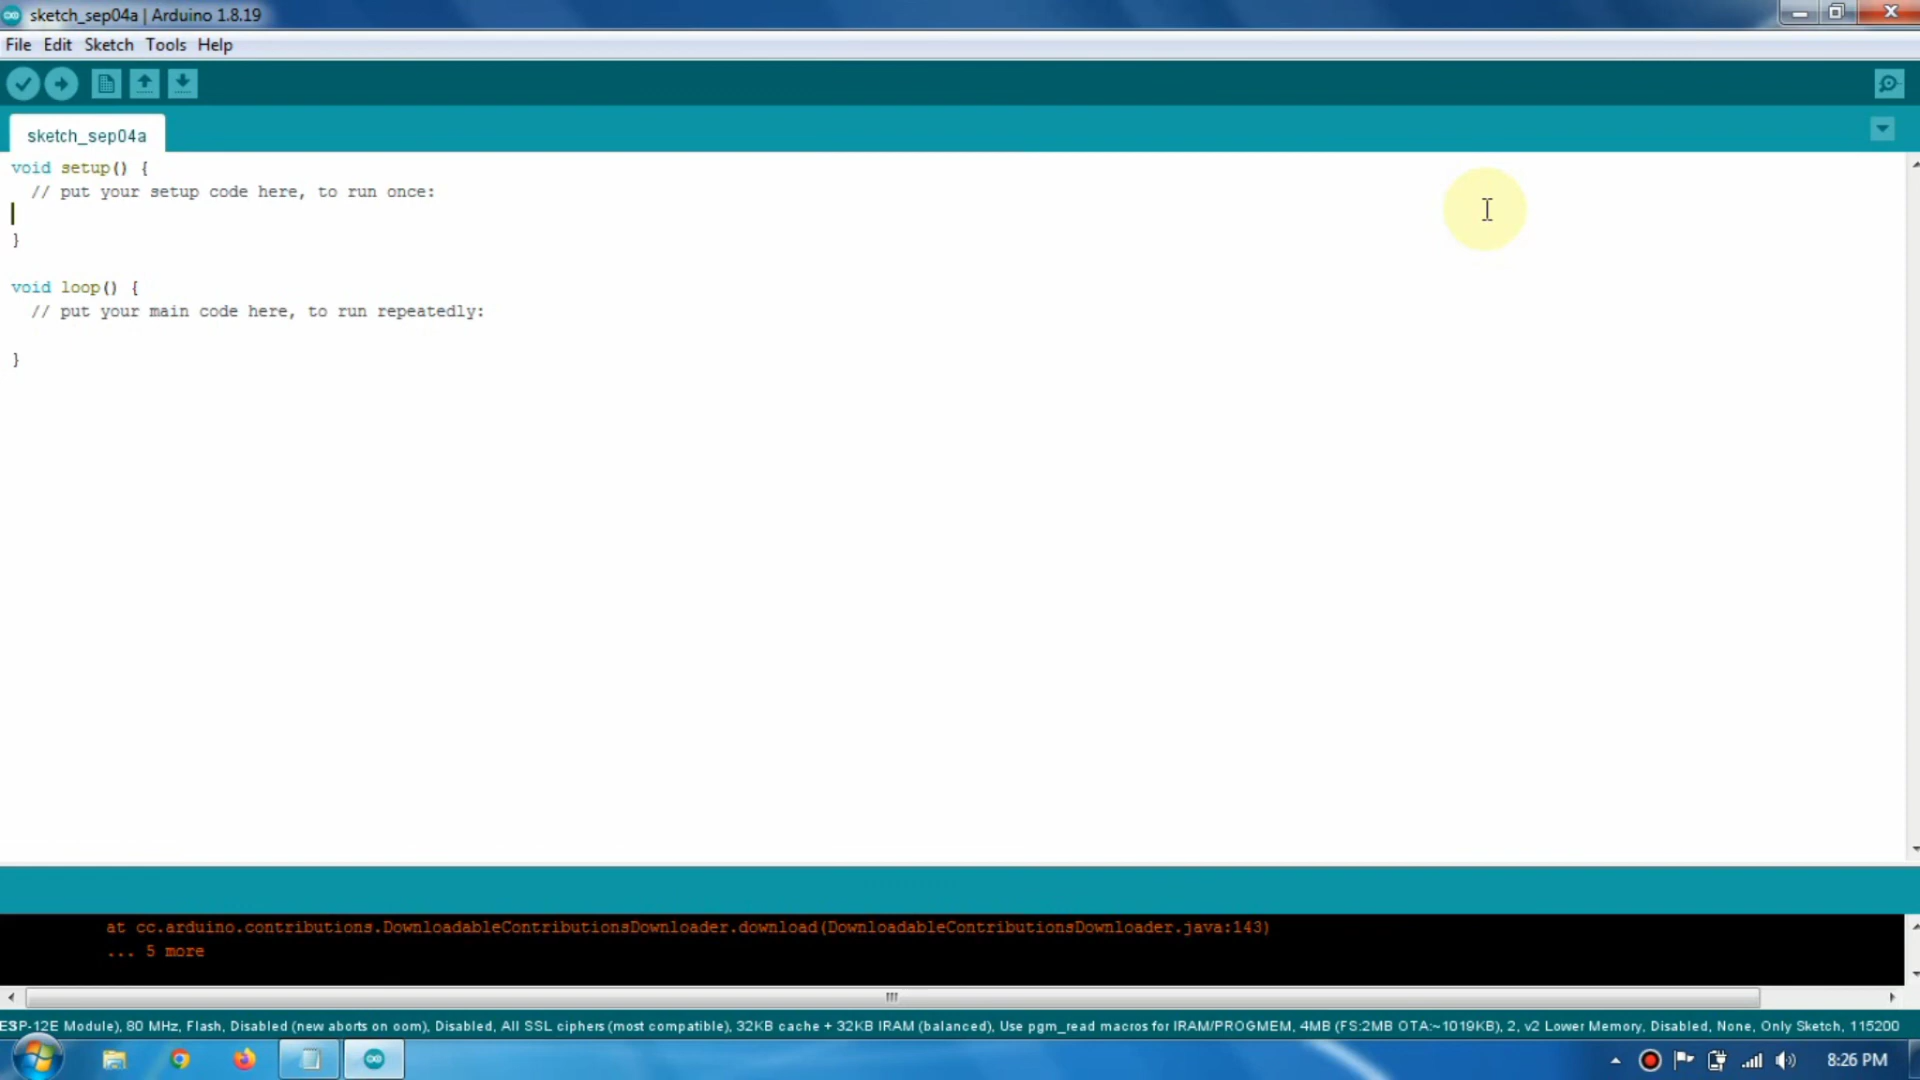 sketch_sep04a | Arduino 1.8.19
File Edit Sketch Tools Help
sketch_sep04a
void setup() {
// put your setup code here, to run once:
}
void loop() {
// put your main code here, to run repeatedly:
}
at cc.arduino.contributions.DownloadableContributionsDownloader.download(DownloadableContributionsDownloader.java:143)
... 5 more
ESP-12E Module), 80 MHz, Flash, Disabled (new aborts on oom), Disabled, All SSL ciphers (most compatible), 32KB cache + 32KB IRAM (balanced), Use pgm_read macros for IRAM/PROGMEM, 4MB (FS:2MB OTA:~1019KB), 2, v2 Lower Memory, Disabled, None, Only Sketch, 115200
8:26 PM